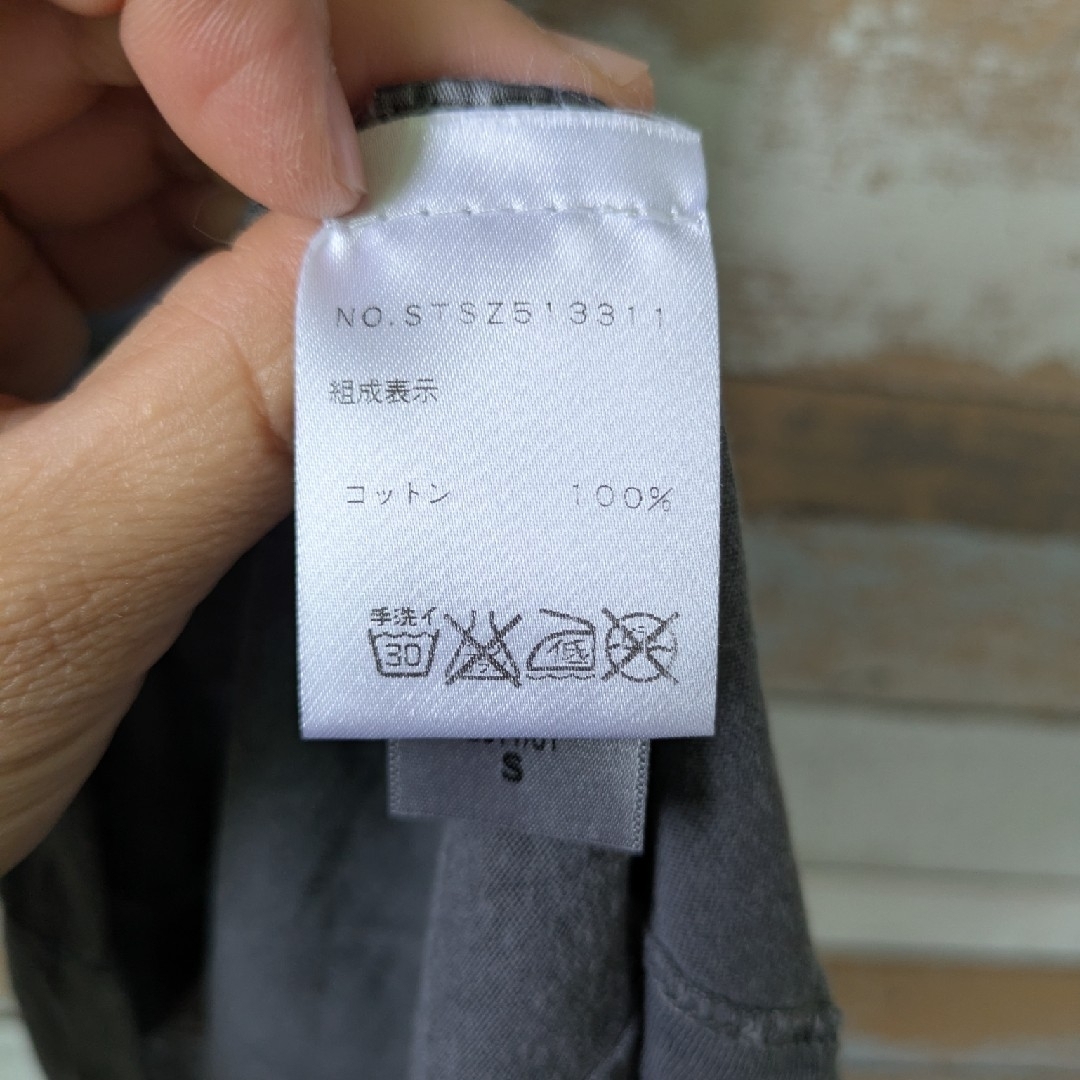 NO.STSZ513311
組成表示
コットン 100%
手洗イ
30 低
S